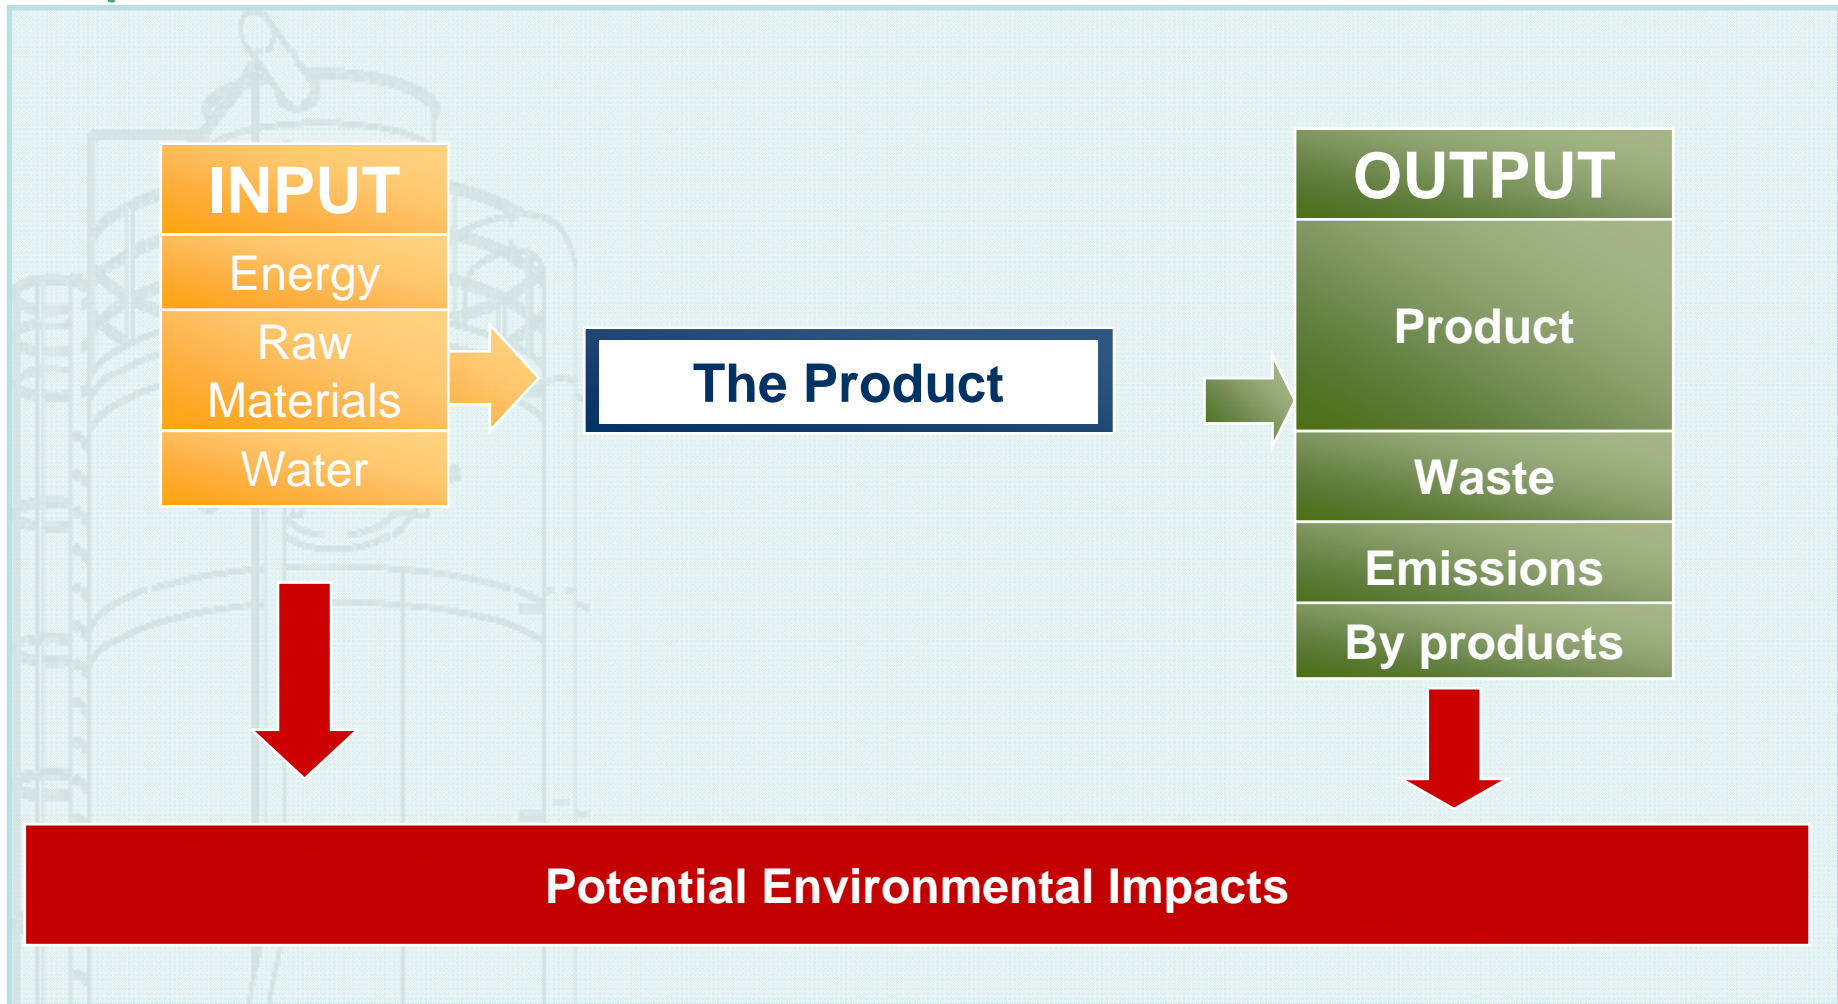 INPUT
Energy
Raw
Materials
Water
The Product
OUTPUT
Product
Waste
Emissions
By products
Potential Environmental Impacts